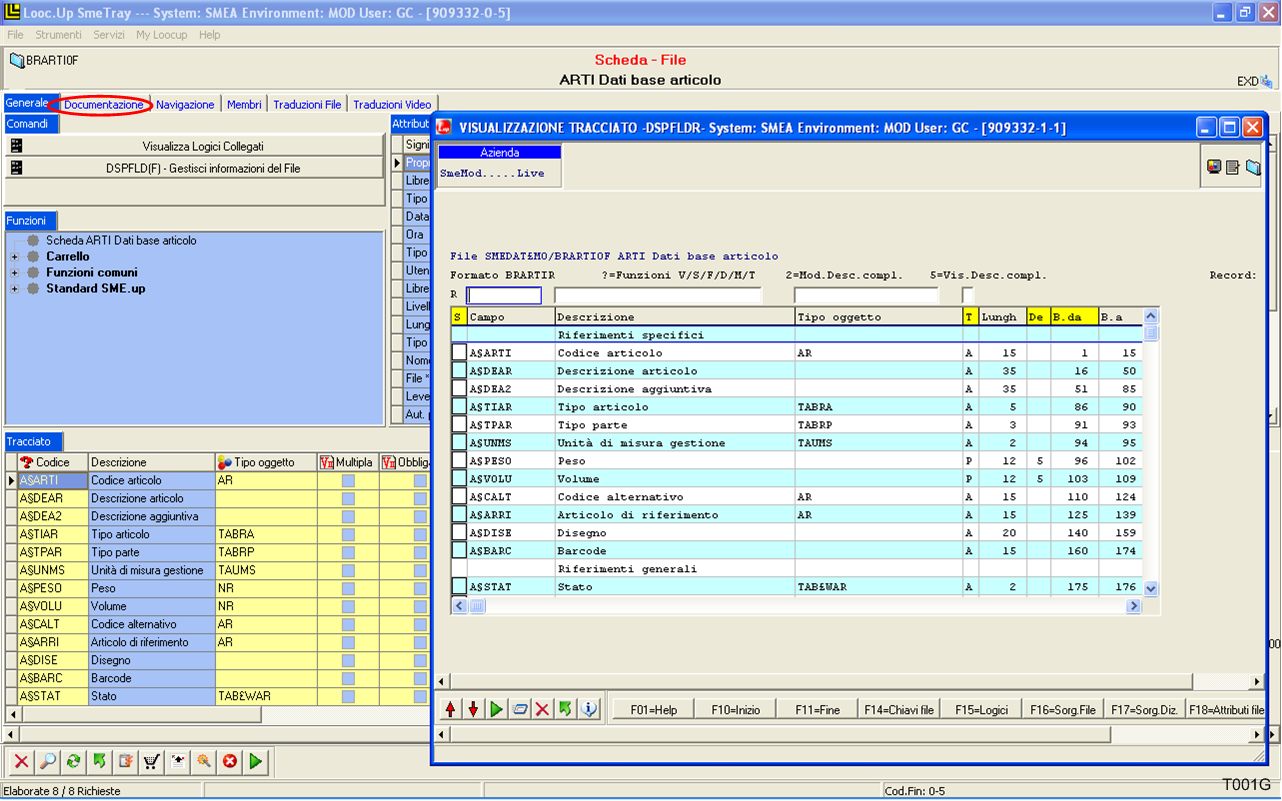 Looc.Up SmeTray --- System: SMEA Environment: MOD User: GC - [909332-0-5]
File Strumenti Servizi My Loocup Help
BRARTI0F
Scheda - File
ARTI Dati base articolo
EXD
Generale Documentazione Navigazione Membri Traduzioni File Traduzioni Video
Comandi
Visualizza Logici Collegati
DSPFLD(F) - Gestisci informazioni del File
Funzioni
Scheda ARTI Dati base articolo
Carrello
Funzioni comuni
Standard SME.up
Attribut
Signi
Propr
Libre
Tipo
Data
Ora
Tipo
Uten
Libre
Livell
Lung
Tipo
Nome
File *
Leve
Aut. p
Tracciato
Codice Descrizione Tipo oggetto Multipla Obblig
A§ARTI Codice articolo AR
A§DEAR Descrizione articolo
A§DEA2 Descrizione aggiuntiva
A§TIAR Tipo articolo TABRA
A§TPAR Tipo parte TABRP
A§UNMS Unità di misura gestione TAUMS
A§PESO Peso NR
A§VOLU Volume NR
A§CALT Codice alternativo AR
A§ARRI Articolo di riferimento AR
A§DISE Disegno
A§BARC Barcode
A§STAT Stato TAB£WAR
VISUALIZZAZIONE TRACCIATO -DSPFLDR- System: SMEA Environment: MOD User: GC - [909332-1-1]
Azienda
SmeMod.....Live
File SMEDAT£MO/BRARTI0F ARTI Dati base articolo
Formato BRARTIR ?=Funzioni V/S/F/D/M/T 2=Mod.Desc.compl. 5=Vis.Desc.compl. Record:
R
S Campo Descrizione Tipo oggetto T Lungh De B.da B.a
Riferimenti specifici
A§ARTI Codice articolo AR A 15 1 15
A§DEAR Descrizione articolo A 35 16 50
A§DEA2 Descrizione aggiuntiva A 35 51 85
A§TIAR Tipo articolo TABRA A 5 86 90
A§TPAR Tipo parte TABRP A 3 91 93
A§UNMS Unità di misura gestione TAUMS A 2 94 95
A§PESO Peso P 12 5 96 102
A§VOLU Volume P 12 5 103 109
A§CALT Codice alternativo AR A 15 110 124
A§ARRI Articolo di riferimento AR A 15 125 139
A§DISE Disegno A 20 140 159
A§BARC Barcode A 15 160 174
Riferimenti generali
A§STAT Stato TAB£WAR A 2 175 176
F01=Help F10=Inizio F11=Fine F14=Chiavi file F15=Logici F16=Sorg.File F17=Sorg.Diz. F18=Attributi file
00
Elaborate 8 / 8 Richieste
Cod.Fin: 0-5
T001G